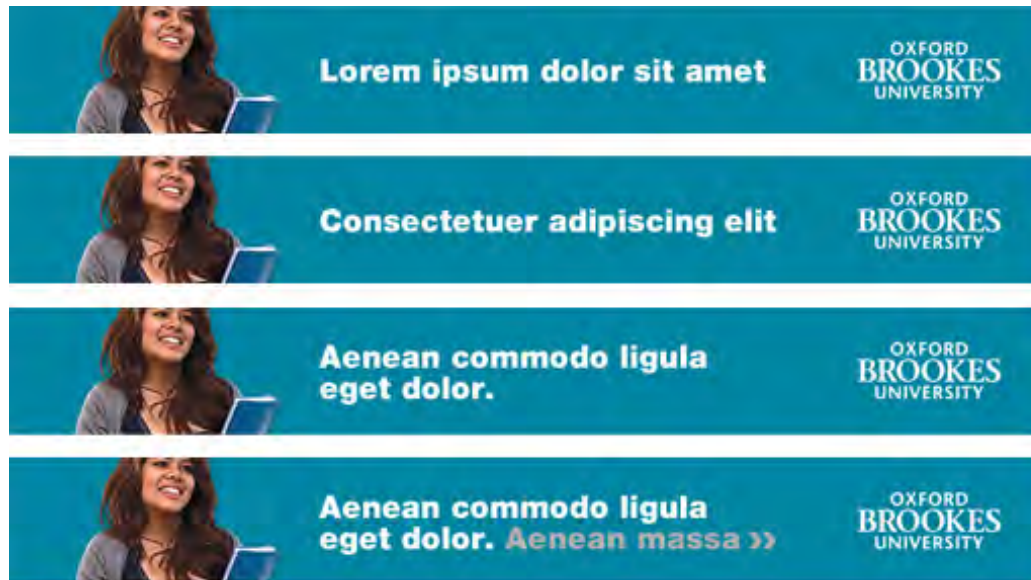 Lorem ipsum dolor sit amet
OXFORD
BROOKES
UNIVERSITY
Consectetuer adipiscing elit
OXFORD
BROOKES
UNIVERSITY
Aenean commodo ligula
eget dolor.
OXFORD
BROOKES
UNIVERSITY
Aenean commodo ligula
eget dolor. Aenean massa »
OXFORD
BROOKES
UNIVERSITY